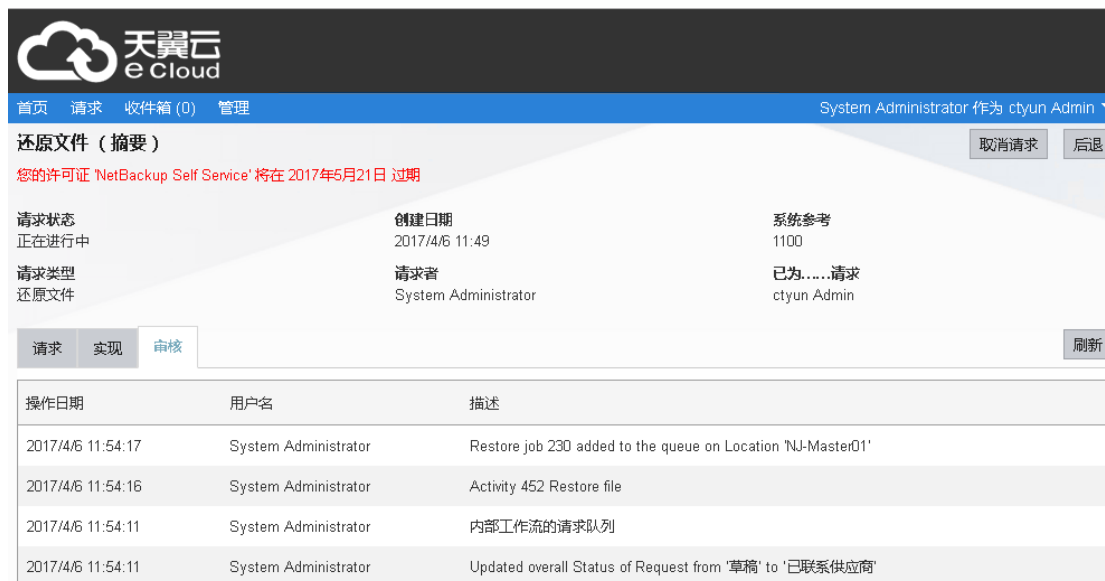 天翼云
e Cloud
首页 请求 收件箱 (0) 管理 System Administrator 作为 ctyun Admin
还原文件 (摘要) 取消请求 后退
您的许可证 'NetBackup Self Service' 将在 2017年5月21日 过期
请求状态 创建日期 系统参考
正在进行中 2017/4/6 11:49 1100
请求类型 请求者 已为……请求
还原文件 System Administrator ctyun Admin
请求 实现 审核 刷新
操作日期 用户名 描述
2017/4/6 11:54:17 System Administrator Restore job 230 added to the queue on Location 'NJ-Master01'
2017/4/6 11:54:16 System Administrator Activity 452 Restore file
2017/4/6 11:54:11 System Administrator 内部工作流的请求队列
2017/4/6 11:54:11 System Administrator Updated overall Status of Request from '草稿' to '已联系供应商'